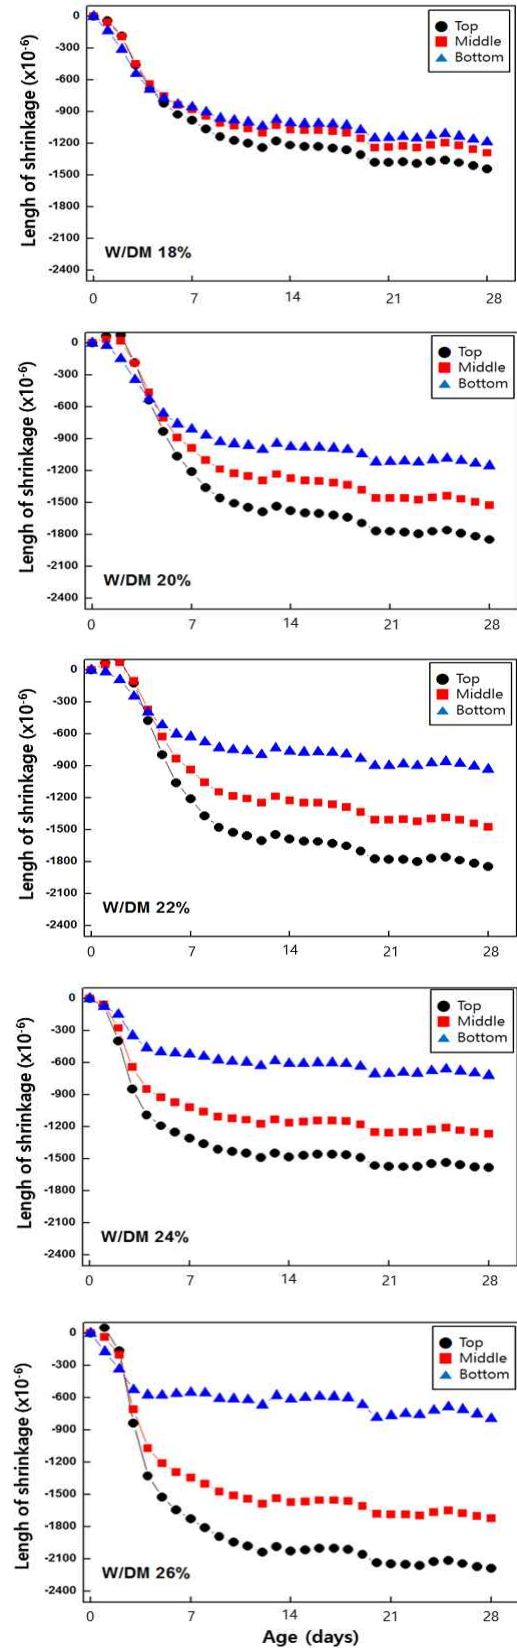 Lengh of shrinkage (x10⁻⁶)
0
-300
-600
-900
-1200
-1500
-1800
-2100
-2400
Top
Middle
Bottom
W/DM 18%
0 7 14 21 28
Lengh of shrinkage (x10⁻⁶)
0
-300
-600
-900
-1200
-1500
-1800
-2100
-2400
Top
Middle
Bottom
W/DM 20%
0 7 14 21 28
Lengh of shrinkage (x10⁻⁶)
0
-300
-600
-900
-1200
-1500
-1800
-2100
-2400
Top
Middle
Bottom
W/DM 22%
0 7 14 21 28
Lengh of shrinkage (x10⁻⁶)
0
-300
-600
-900
-1200
-1500
-1800
-2100
-2400
Top
Middle
Bottom
W/DM 24%
0 7 14 21 28
Lengh of shrinkage (x10⁻⁶)
0
-300
-600
-900
-1200
-1500
-1800
-2100
-2400
Top
Middle
Bottom
W/DM 26%
0 7 14 21 28
Age (days)